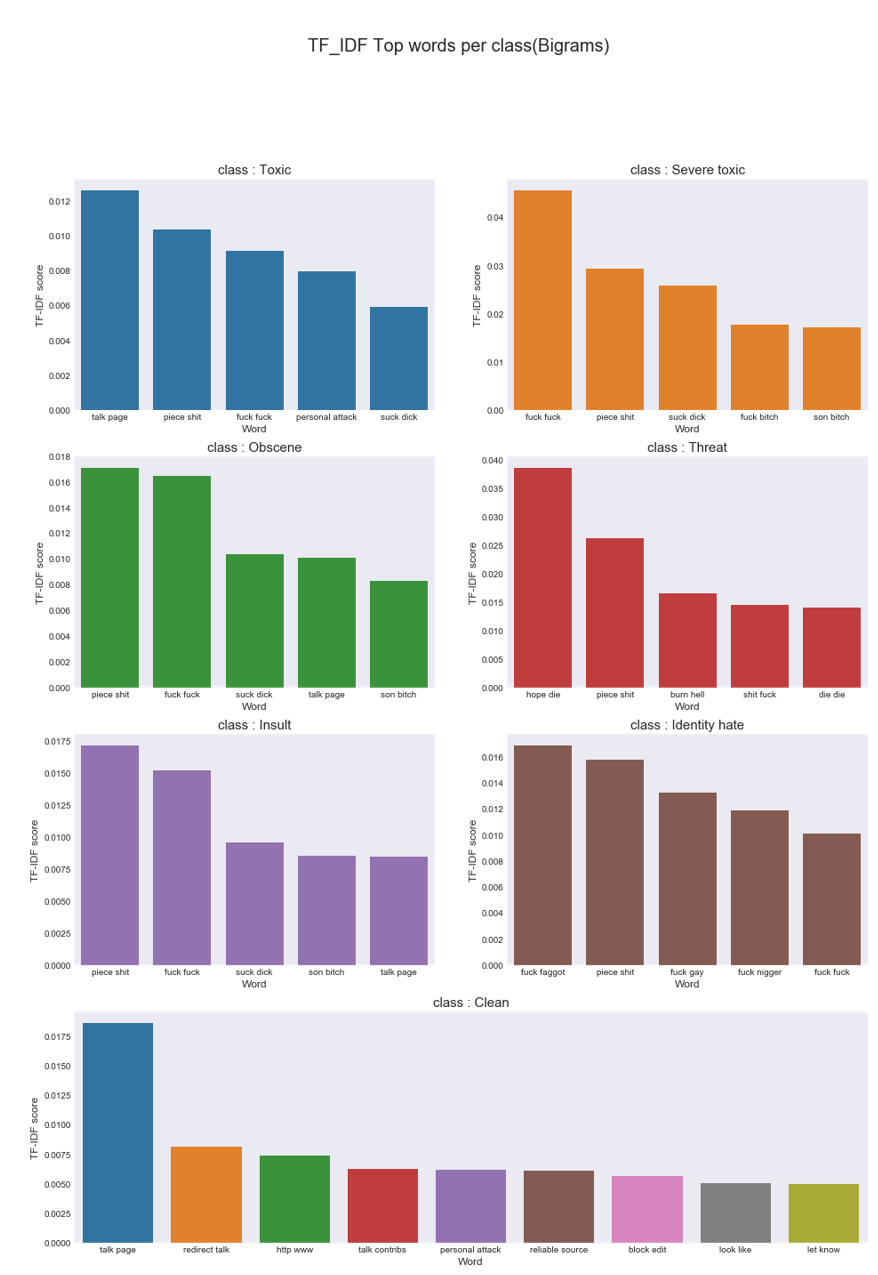 TF_IDF Top words per class(Bigrams)
class : Toxic
TF-IDF score
0.012
0.010
0.008
0.006
0.004
0.002
0.000
talk page piece shit fuck fuck personal attack suck dick
Word
class : Severe toxic
TF-IDF score
0.04
0.03
0.02
0.01
0.00
fuck fuck piece shit suck dick fuck bitch son bitch
Word
class : Obscene
TF-IDF score
0.018
0.016
0.014
0.012
0.010
0.008
0.006
0.004
0.002
0.000
piece shit fuck fuck suck dick talk page son bitch
Word
class : Threat
TF-IDF score
0.040
0.035
0.030
0.025
0.020
0.015
0.010
0.005
0.000
hope die piece shit burn hell shit fuck die die
Word
class : Insult
TF-IDF score
0.0175
0.0150
0.0125
0.0100
0.0075
0.0050
0.0025
0.0000
piece shit fuck fuck suck dick son bitch talk page
Word
class : Identity hate
TF-IDF score
0.016
0.014
0.012
0.010
0.008
0.006
0.004
0.002
0.000
fuck faggot piece shit fuck gay fuck nigger fuck fuck
Word
class : Clean
TF-IDF score
0.0175
0.0150
0.0125
0.0100
0.0075
0.0050
0.0025
0.0000
talk page redirect talk http www talk contribs personal attack reliable source block edit look like let know
Word